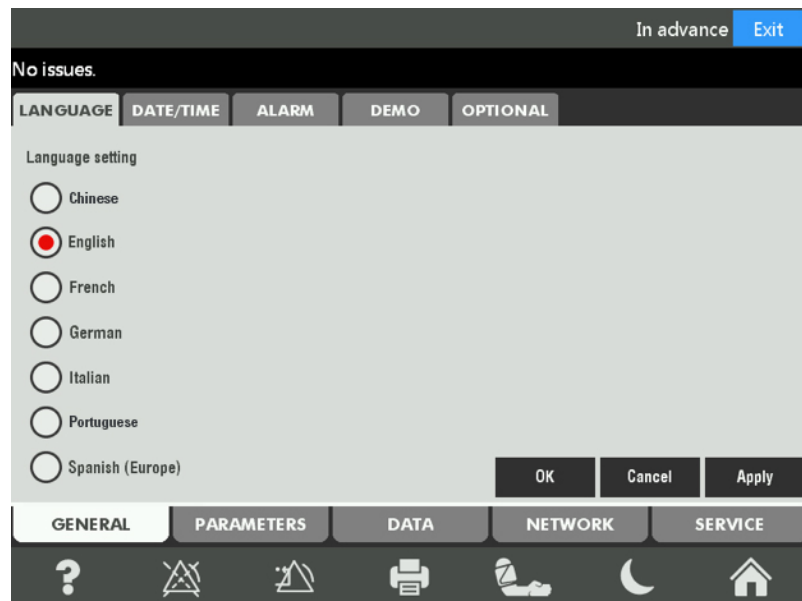 In advance Exit
No issues.
LANGUAGE DATE/TIME ALARM DEMO OPTIONAL
Language setting
Chinese
English
French
German
Italian
Portuguese
Spanish (Europe)
OK Cancel Apply
GENERAL PARAMETERS DATA NETWORK SERVICE
?